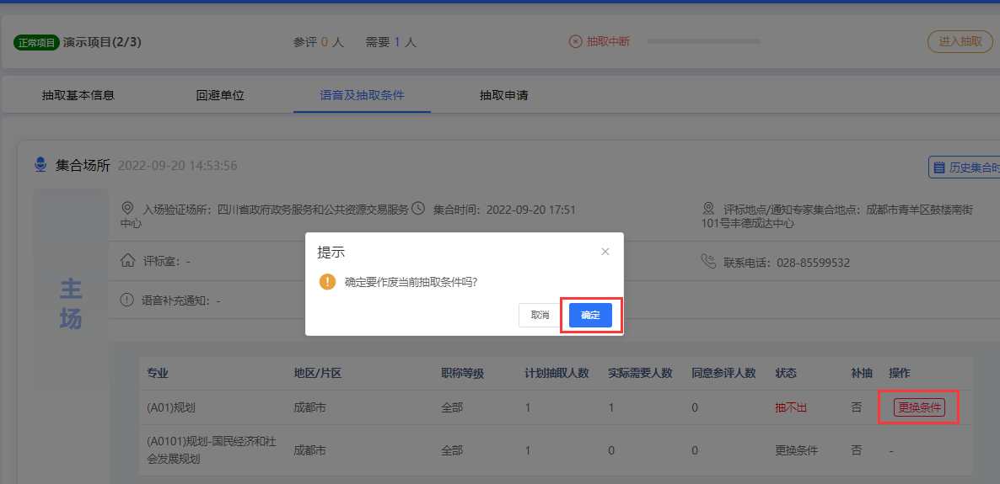 正常项目 演示项目(2/3) 参评 0 人 需要 1 人 抽取中断 进入抽取
抽取基本信息 回避单位 语音及抽取条件 抽取申请
集合场所 2022-09-20 14:53:56 历史集合时
主场
入场验证场所：四川省政府政务服务和公共资源交易服务中心
集合时间：2022-09-20 17:51
评标地点/通知专家集合地点：成都市青羊区鼓楼南街
101号丰德成达中心
评标室：-
联系电话：028-85599532
语音补充通知：-
提示
确定要作废当前抽取条件吗?
取消 确定
专业 地区/片区 职称等级 计划抽取人数 实际需要人数 同意参评人数 状态 补抽 操作
(A01)规划 成都市 全部 1 1 0 抽不出 否 更换条件
(A0101)规划-国民经济和社
会发展规划 成都市 全部 1 0 0 更换条件 否 -